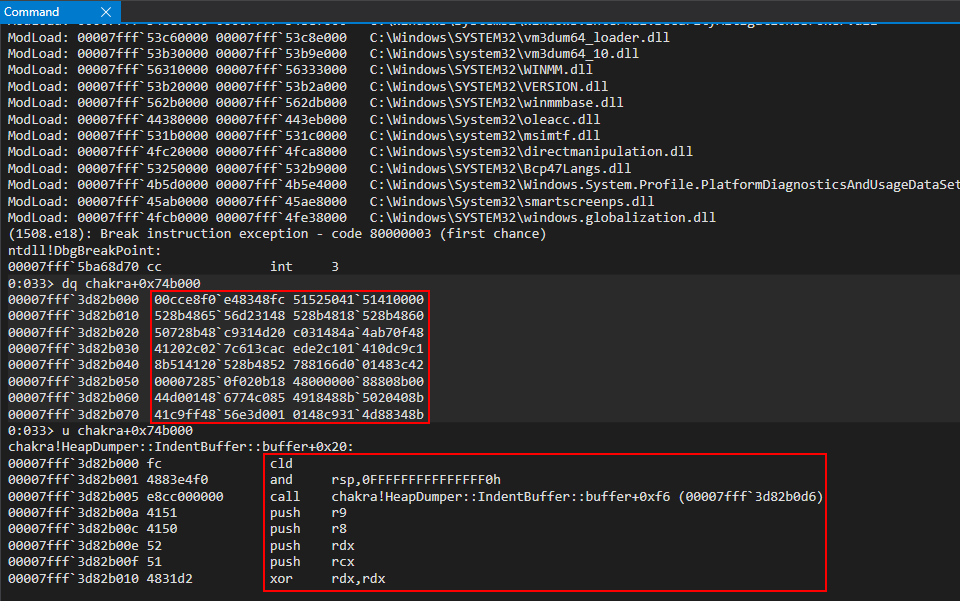 Command ×
ModLoad: 00007fff`53c60000 00007fff`53c8e000 C:\Windows\SYSTEM32\vm3dum64_loader.dll
ModLoad: 00007fff`53b30000 00007fff`53b9e000 C:\Windows\SYSTEM32\vm3dum64_10.dll
ModLoad: 00007fff`56310000 00007fff`56333000 C:\Windows\SYSTEM32\WINMM.dll
ModLoad: 00007fff`53b20000 00007fff`53b2a000 C:\Windows\SYSTEM32\VERSION.dll
ModLoad: 00007fff`562b0000 00007fff`562db000 C:\Windows\SYSTEM32\winmmbase.dll
ModLoad: 00007fff`44380000 00007fff`443eb000 C:\Windows\System32\oleacc.dll
ModLoad: 00007fff`531b0000 00007fff`531c0000 C:\Windows\System32\msimtf.dll
ModLoad: 00007fff`4fc20000 00007fff`4fca8000 C:\Windows\system32\directmanipulation.dll
ModLoad: 00007fff`53250000 00007fff`532b9000 C:\Windows\System32\Bcp47Langs.dll
ModLoad: 00007fff`4b5d0000 00007fff`4b5e4000 C:\Windows\System32\Windows.System.Profile.PlatformDiagnosticsAndUsageDataSet
ModLoad: 00007fff`45ab0000 00007fff`45ae8000 C:\Windows\System32\smartscreenps.dll
ModLoad: 00007fff`4fcb0000 00007fff`4fe38000 C:\Windows\System32\windows.globalization.dll
(1508.e18): Break instruction exception - code 80000003 (first chance)
ntdll!DbgBreakPoint:
00007fff`5ba68d70 cc int 3
0:033> dq chakra+0x74b000
00007fff`3d82b000 00cce8f0`e48348fc 51525041`51410000
00007fff`3d82b010 528b4865`56d23148 528b4818`528b4860
00007fff`3d82b020 50728b48`c9314d20 c031484a`4ab70f48
00007fff`3d82b030 41202c02`7c613cac ede2c101`410dc9c1
00007fff`3d82b040 8b514120`528b4852 788166d0`01483c42
00007fff`3d82b050 00007285`0f020b18 48000000`88808b00
00007fff`3d82b060 44d00148`6774c085 4918488b`5020408b
00007fff`3d82b070 41c9ff48`56e3d001 0148c931`4d88348b
0:033> u chakra+0x74b000
chakra!HeapDumper::IndentBuffer::buffer+0x20:
00007fff`3d82b000 fc cld
00007fff`3d82b001 4883e4f0 and rsp,0FFFFFFFFFFFFFFF0h
00007fff`3d82b005 e8cc000000 call chakra!HeapDumper::IndentBuffer::buffer+0xf6 (00007fff`3d82b0d6)
00007fff`3d82b00a 4151 push r9
00007fff`3d82b00c 4150 push r8
00007fff`3d82b00e 52 push rdx
00007fff`3d82b00f 51 push rcx
00007fff`3d82b010 4831d2 xor rdx,rdx